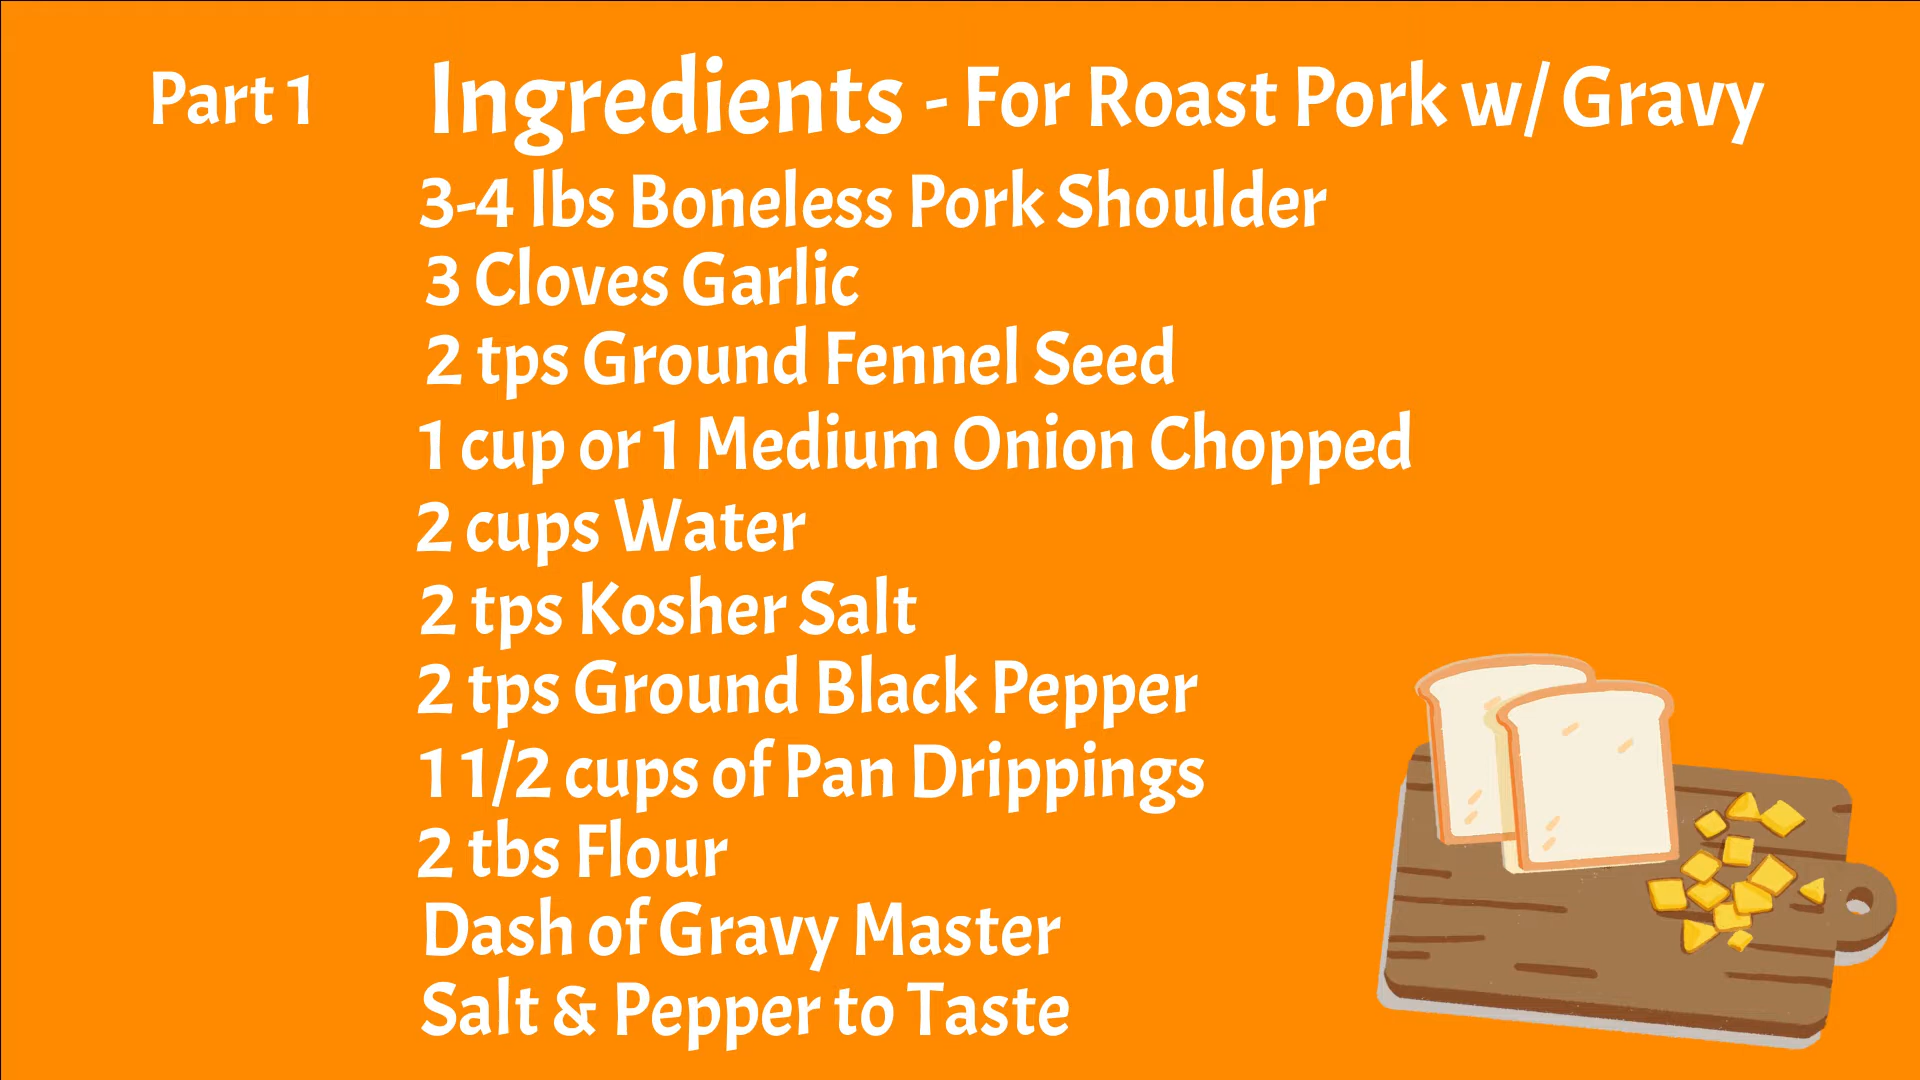 Part 1
Ingredients - For Roast Pork w/ Gravy
3-4 lbs Boneless Pork Shoulder
3 Cloves Garlic
2 tps Ground Fennel Seed
1 cup or 1 Medium Onion Chopped
2 cups Water
2 tps Kosher Salt
2 tps Ground Black Pepper
1 1/2 cups of Pan Drippings
2 tbs Flour
Dash of Gravy Master
Salt & Pepper to Taste